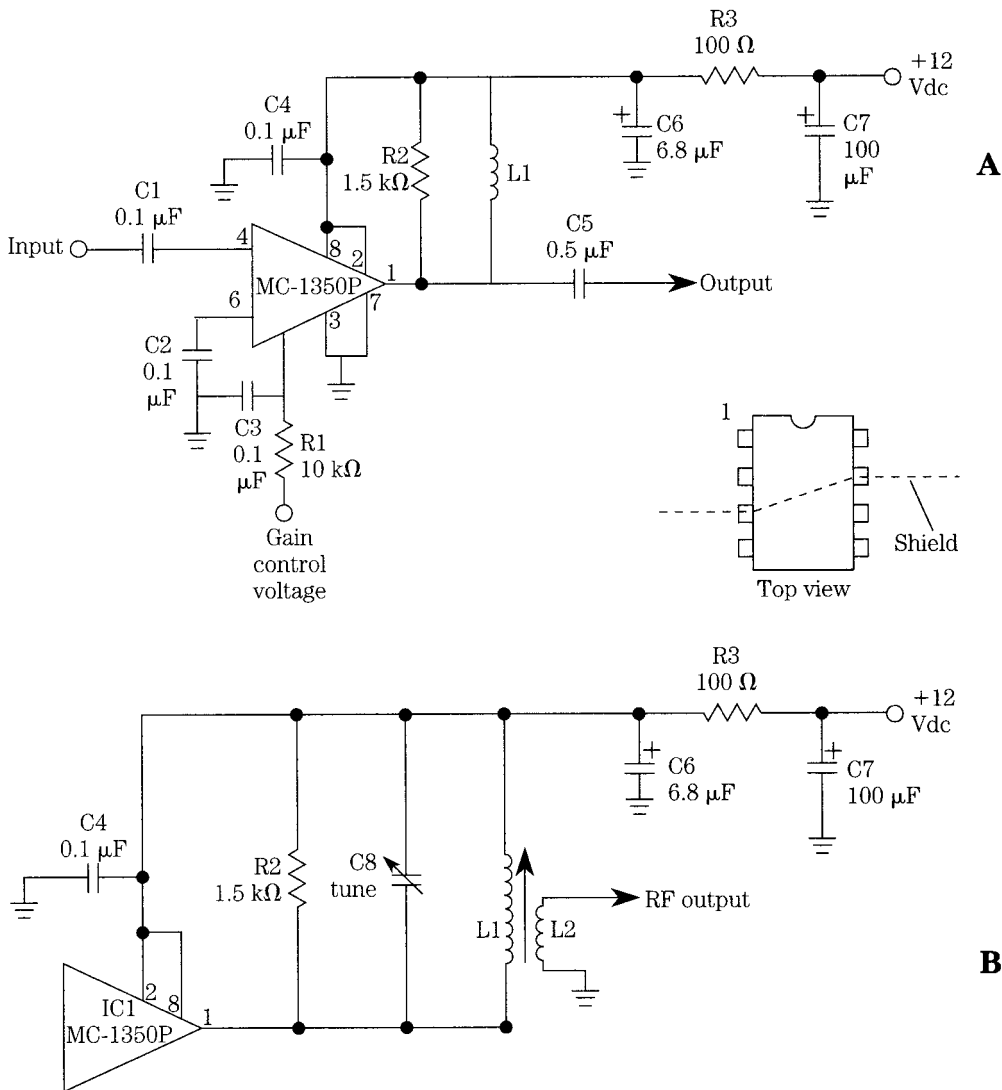 R3
100 Ω
+12
Vdc
C4
0.1 µF
C6
6.8 µF
C7
100
µF
A
R2
1.5 kΩ
L1
C1
0.1 µF
C5
0.5 µF
Input
4
8
2
1
Output
MC-1350P
6
7
3
C2
0.1
µF
C3
0.1
µF
R1
10 kΩ
Gain
control
voltage
1
Shield
Top view
R3
100 Ω
+12
Vdc
C6
6.8 µF
C7
100 µF
C4
0.1 µF
R2
1.5 kΩ
C8
tune
L1
L2
RF output
B
2
8
1
IC1
MC-1350P